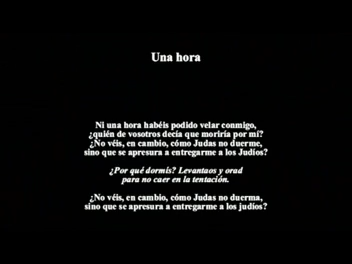 Una hora
Ni una hora habéis podido velar conmigo,
¿quién de vosotros decía que moriría por mí?
¿No véis, en cambio, cómo Judas no duerme,
sino que se apresura a entregarme a los Judíos?
¿Por qué dormís? Levantaos y orad
para no caer en la tentación.
¿No véis, en cambio, cómo Judas no duerma,
sino que se apresura a entregarme a los judíos?